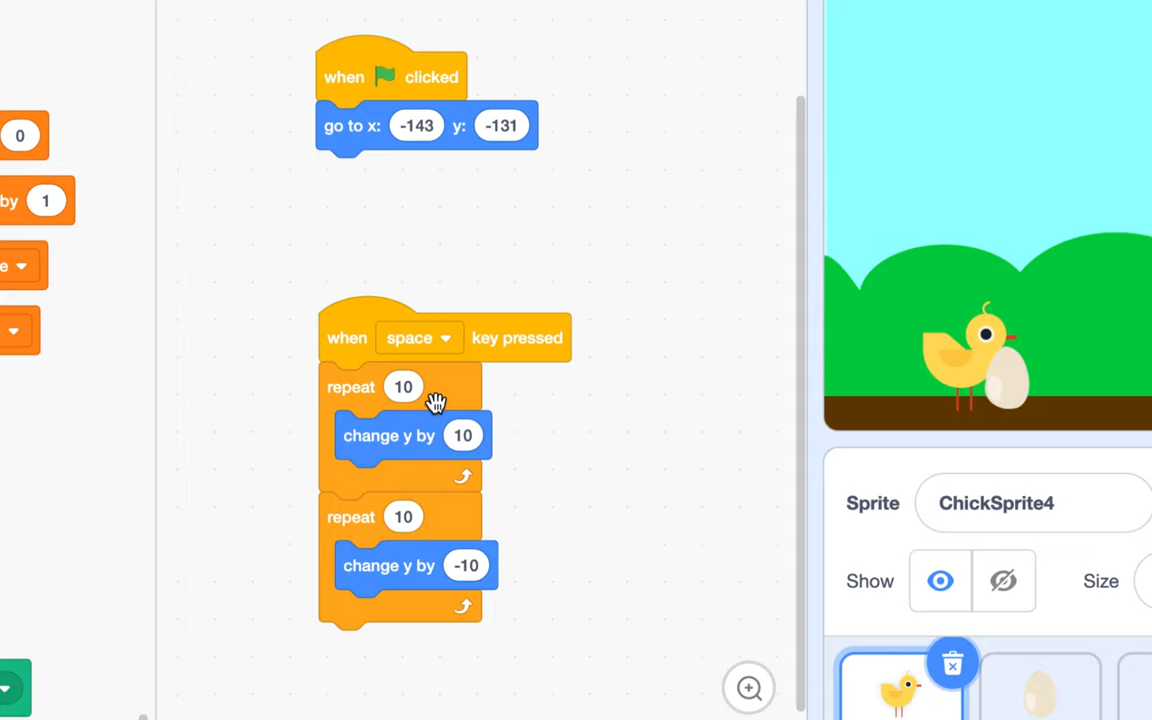 when clicked
go to x: -143 y: -131
0
by 1
e
when space key pressed
repeat 10
change y by 10
repeat 10
change y by -10
Sprite ChickSprite4
Show Size